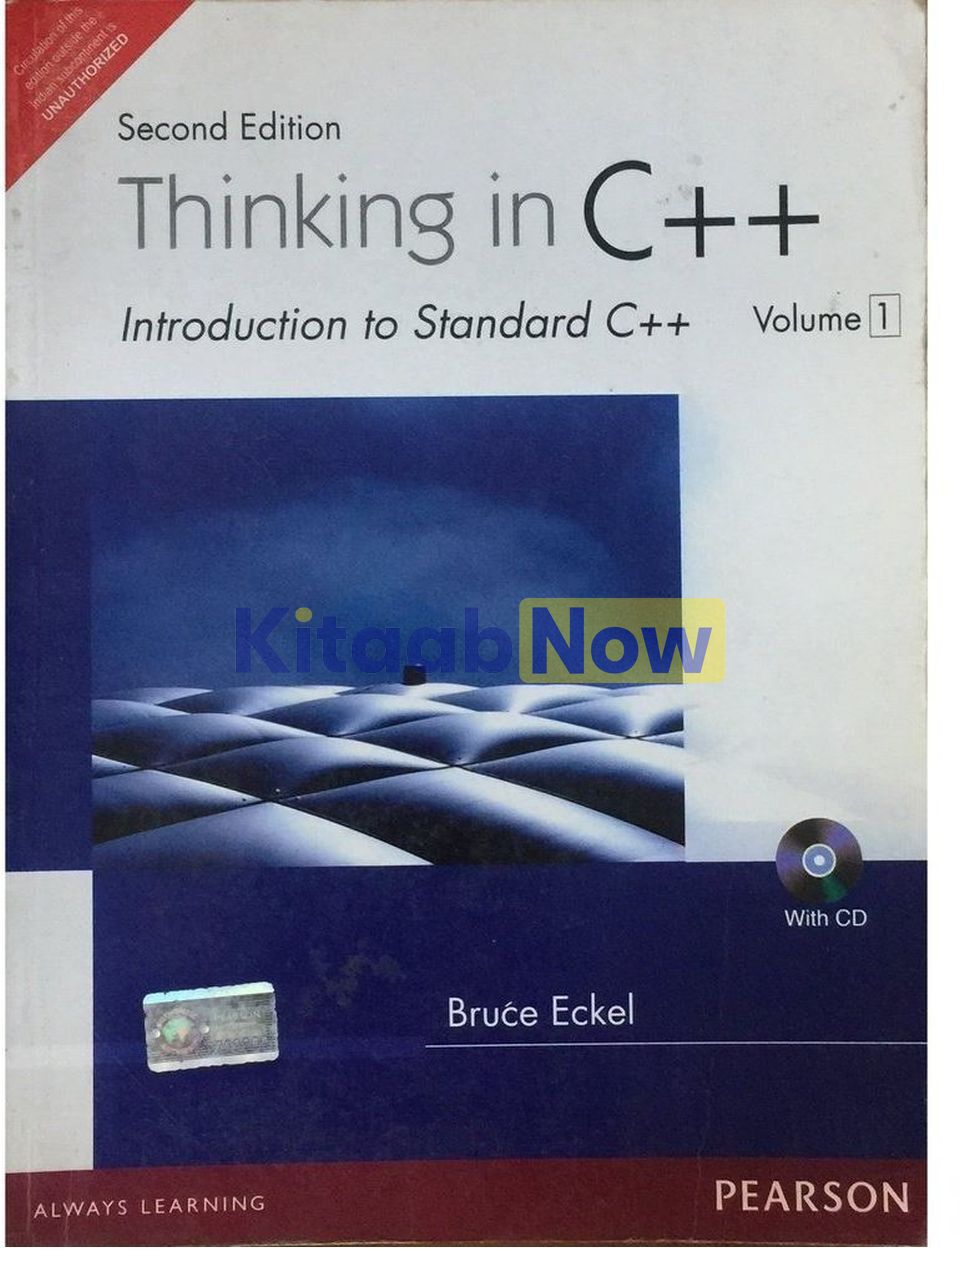 Circulation of this
edition outside the
Indian subcontinent is
UNAUTHORIZED
Second Edition
Thinking in C++
Introduction to Standard C++ Volume 1
KitaabNow
With CD
PEARSON
Bruce Eckel
ALWAYS LEARNING
PEARSON